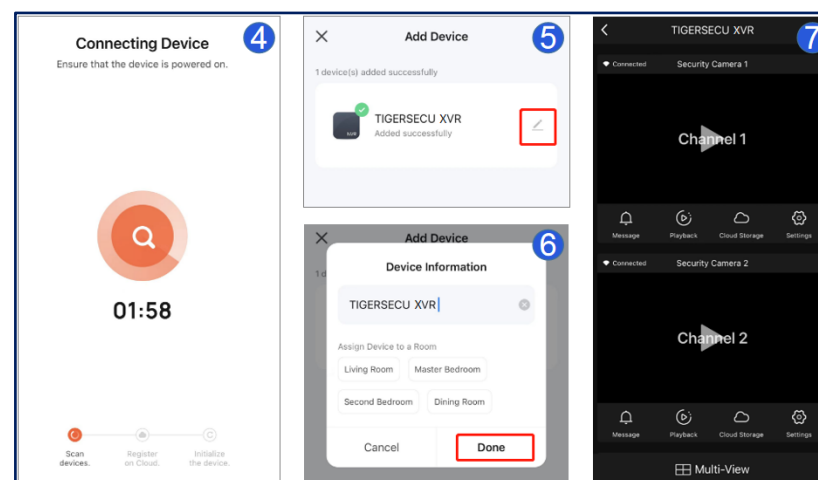 Connecting Device
4
Ensure that the device is powered on.
01:58
Scan
devices.
Register
on Cloud.
Initialize
the device.
Add Device
5
1 device(s) added successfully
XVR
TIGERSECU XVR
Added successfully
Add Device
6
1 d
Device Information
TIGERSECU XVR
Assign Device to a Room
Living Room
Master Bedroom
Second Bedroom
Dining Room
Cancel
Done
TIGERSECU XVR
7
Connected
Security Camera 1
Channel 1
Message
Playback
Cloud Storage
Settings
Connected
Security Camera 2
Channel 2
Message
Playback
Cloud Storage
Settings
Multi-View